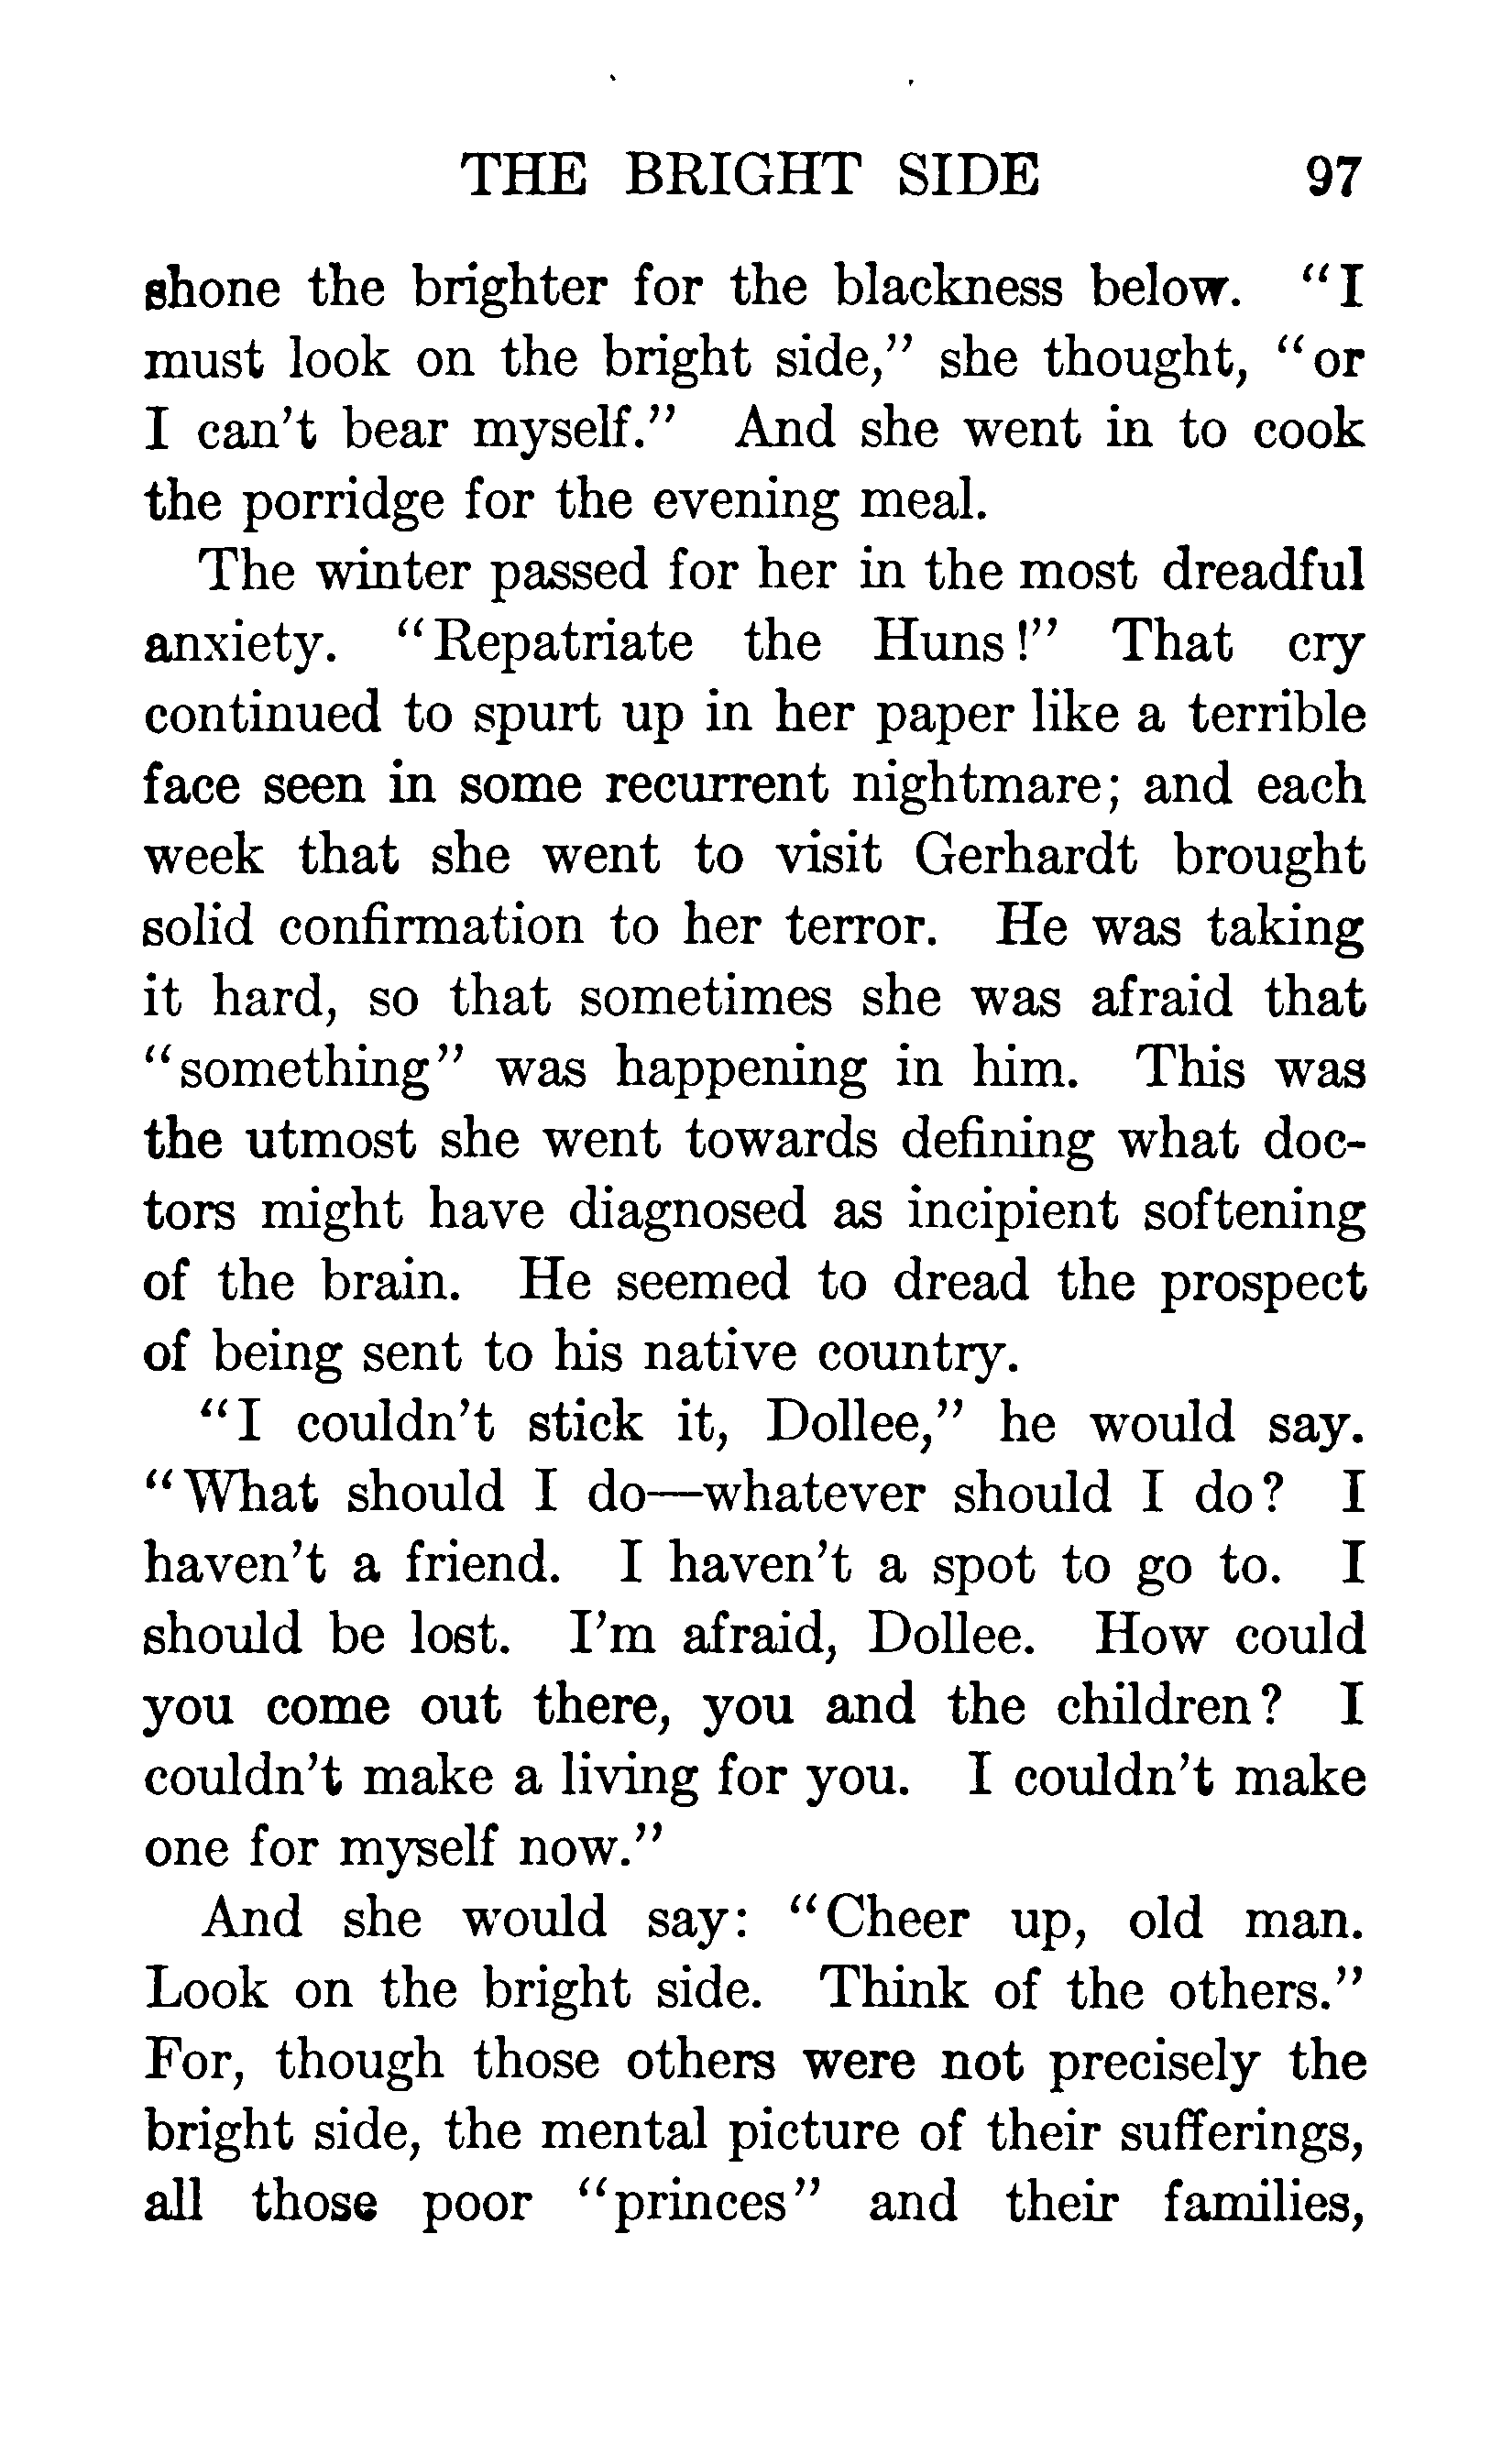 THE BRIGHT SIDE 97
shone the brighter for the blackness below. "I
must look on the bright side," she thought, "or
I can't bear myself." And she went in to cook
the porridge for the evening meal.
The winter passed for her in the most dreadful
anxiety. "Repatriate the Huns!" That cry
continued to spurt up in her paper like a terrible
face seen in some recurrent nightmare; and each
week that she went to visit Gerhardt brought
solid confirmation to her terror. He was taking
it hard, so that sometimes she was afraid that
"something" was happening in him. This was
the utmost she went towards defining what doc-
tors might have diagnosed as incipient softening
of the brain. He seemed to dread the prospect
of being sent to his native country.
"I couldn't stick it, Dollee," he would say.
"What should I do—whatever should I do? I
haven't a friend. I haven't a spot to go to. I
should be lost. I'm afraid, Dollee. How could
you come out there, you and the children? I
couldn't make a living for you. I couldn't make
one for myself now."
And she would say: "Cheer up, old man.
Look on the bright side. Think of the others."
For, though those others were not precisely the
bright side, the mental picture of their sufferings,
all those poor "princes" and their families,